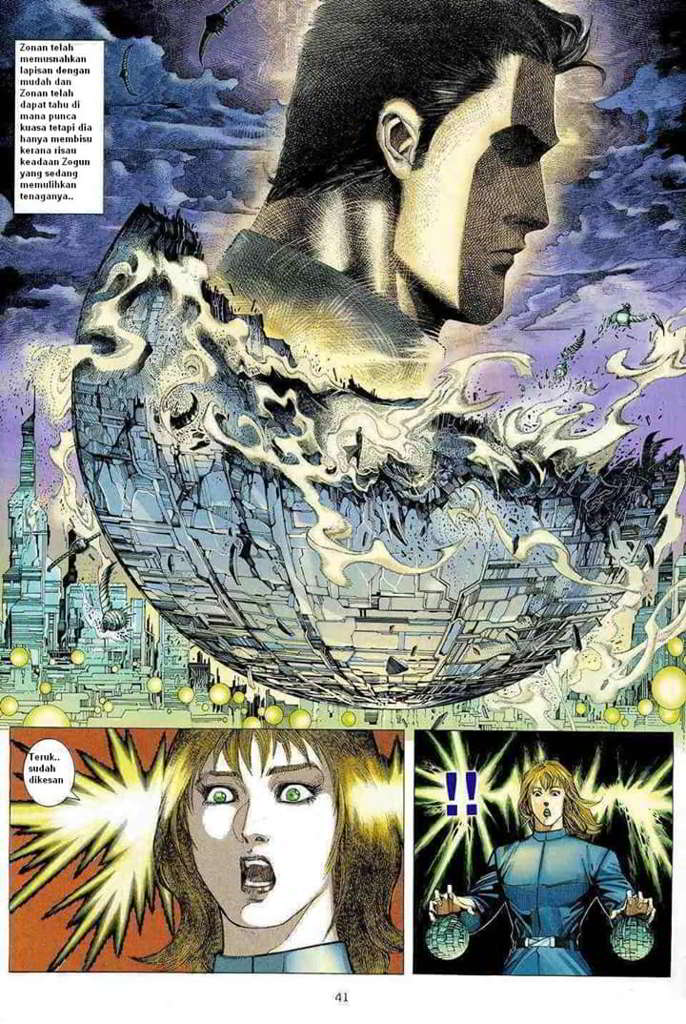 Zonan telah
memusnahkan
lapisan dengan
mudah dan
Zonan telah
dapat tahu di
mana punca
kuasa tetapi dia
hanya membisu
kerana risau
keadaan Zogun
yang sedang
memulihkan
tenaganya..
Teruk..
sudah
dikesan
!!
41